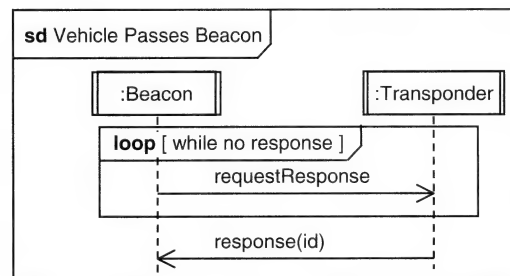 sd Vehicle Passes Beacon
:Beacon
:Transponder
loop [ while no response ]
requestResponse
response(id)